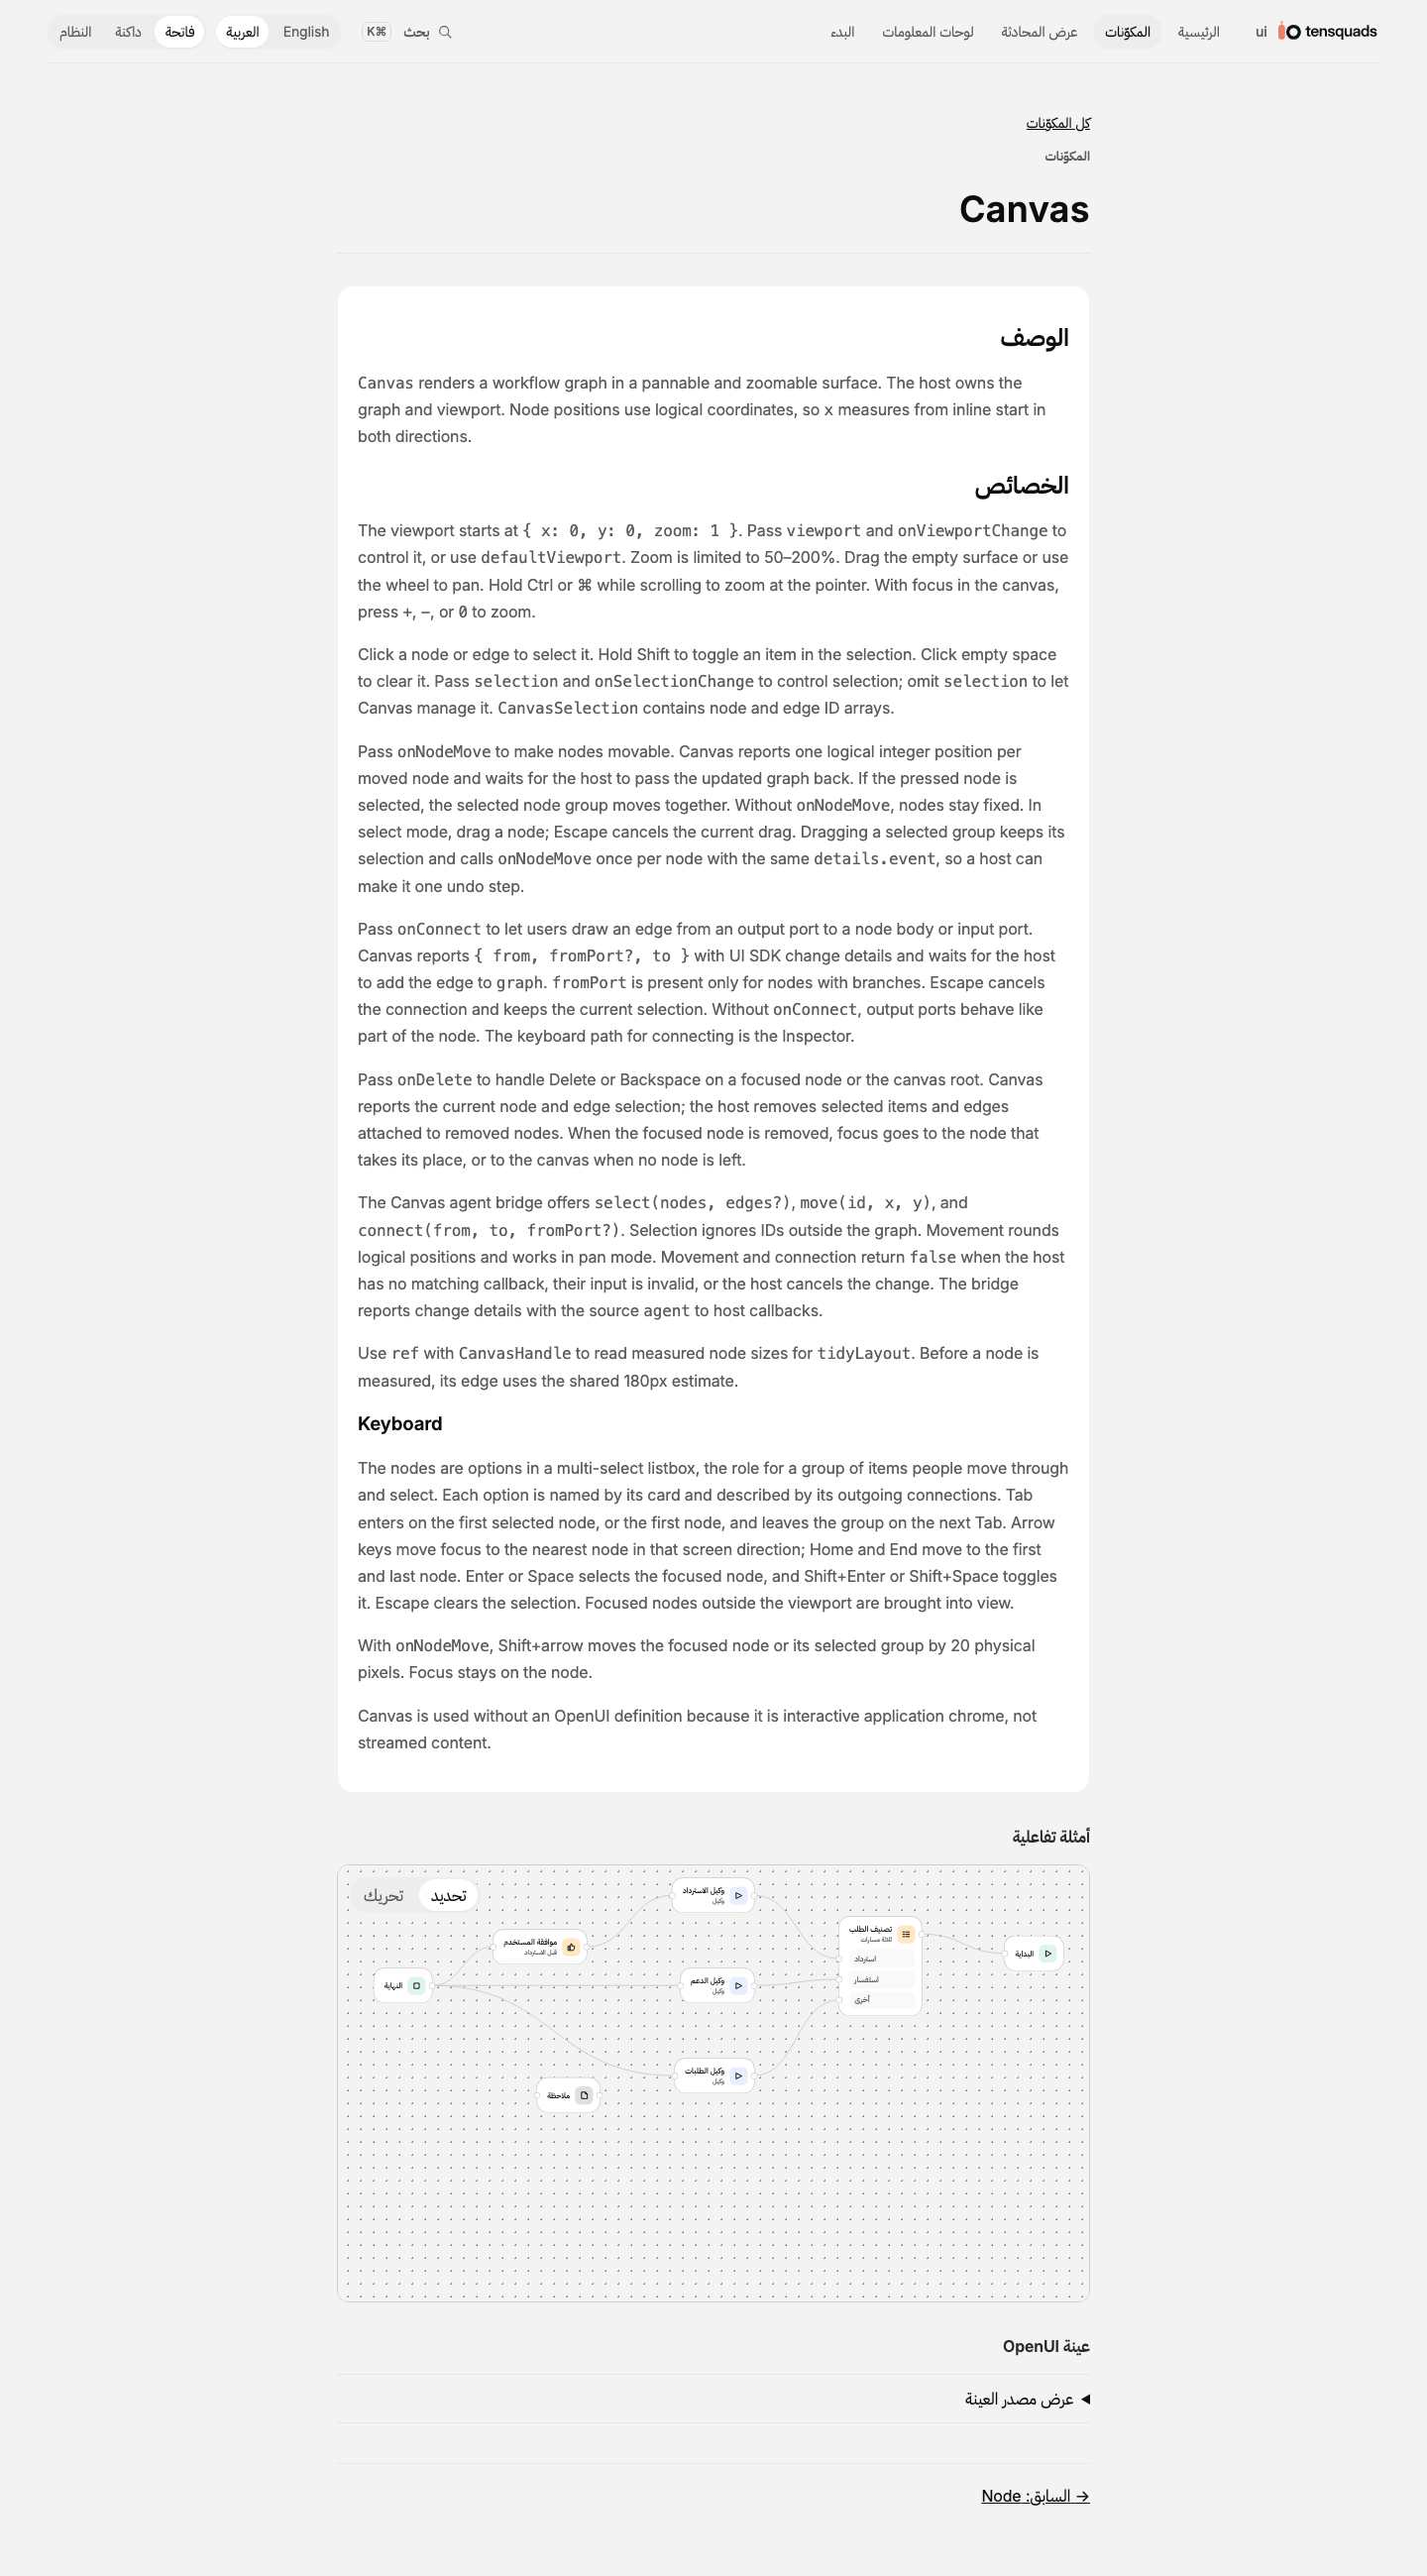 tensquads ui
الرئيسية
المكوّنات
عرض المحادثة
لوحات المعلومات
البدء
بحث ⌘K
English
العربية
فاتحة
داكنة
النظام
كل المكوّنات
المكوّنات
Canvas
الوصف
Canvas renders a workflow graph in a pannable and zoomable surface. The host owns the
graph and viewport. Node positions use logical coordinates, so x measures from inline start in
both directions.
الخصائص
The viewport starts at { x: 0, y: 0, zoom: 1 }. Pass viewport and onViewportChange to
control it, or use defaultViewport. Zoom is limited to 50–200%. Drag the empty surface or use
the wheel to pan. Hold Ctrl or ⌘ while scrolling to zoom at the pointer. With focus in the canvas,
press +, −, or 0 to zoom.
Click a node or edge to select it. Hold Shift to toggle an item in the selection. Click empty space
to clear it. Pass selection and onSelectionChange to control selection; omit selection to let
Canvas manage it. CanvasSelection contains node and edge ID arrays.
Pass onNodeMove to make nodes movable. Canvas reports one logical integer position per
moved node and waits for the host to pass the updated graph back. If the pressed node is
selected, the selected node group moves together. Without onNodeMove, nodes stay fixed. In
select mode, drag a node; Escape cancels the current drag. Dragging a selected group keeps its
selection and calls onNodeMove once per node with the same details.event, so a host can
make it one undo step.
Pass onConnect to let users draw an edge from an output port to a node body or input port.
Canvas reports { from, fromPort?, to } with UI SDK change details and waits for the host
to add the edge to graph. fromPort is present only for nodes with branches. Escape cancels
the connection and keeps the current selection. Without onConnect, output ports behave like
part of the node. The keyboard path for connecting is the Inspector.
Pass onDelete to handle Delete or Backspace on a focused node or the canvas root. Canvas
reports the current node and edge selection; the host removes selected items and edges
attached to removed nodes. When the focused node is removed, focus goes to the node that
takes its place, or to the canvas when no node is left.
The Canvas agent bridge offers select(nodes, edges?), move(id, x, y), and
connect(from, to, fromPort?). Selection ignores IDs outside the graph. Movement rounds
logical positions and works in pan mode. Movement and connection return false when the host
has no matching callback, their input is invalid, or the host cancels the change. The bridge
reports change details with the source agent to host callbacks.
Use ref with CanvasHandle to read measured node sizes for tidyLayout. Before a node is
measured, its edge uses the shared 180px estimate.
Keyboard
The nodes are options in a multi-select listbox, the role for a group of items people move through
and select. Each option is named by its card and described by its outgoing connections. Tab
enters on the first selected node, or the first node, and leaves the group on the next Tab. Arrow
keys move focus to the nearest node in that screen direction; Home and End move to the first
and last node. Enter or Space selects the focused node, and Shift+Enter or Shift+Space toggles
it. Escape clears the selection. Focused nodes outside the viewport are brought into view.
With onNodeMove, Shift+arrow moves the focused node or its selected group by 20 physical
pixels. Focus stays on the node.
Canvas is used without an OpenUI definition because it is interactive application chrome, not
streamed content.
أمثلة تفاعلية
تحديد
تحريك
البداية
تصنيف الطلب
ثلاثة مسارات
استرداد
استفسار
أخرى
وكيل الاسترداد
وكيل
وكيل الدعم
وكيل
وكيل الطلبات
وكيل
موافقة المستخدم
قبل الاسترداد
النهاية
ملاحظة
عينة OpenUI
عرض مصدر العينة
→ السابق: Node